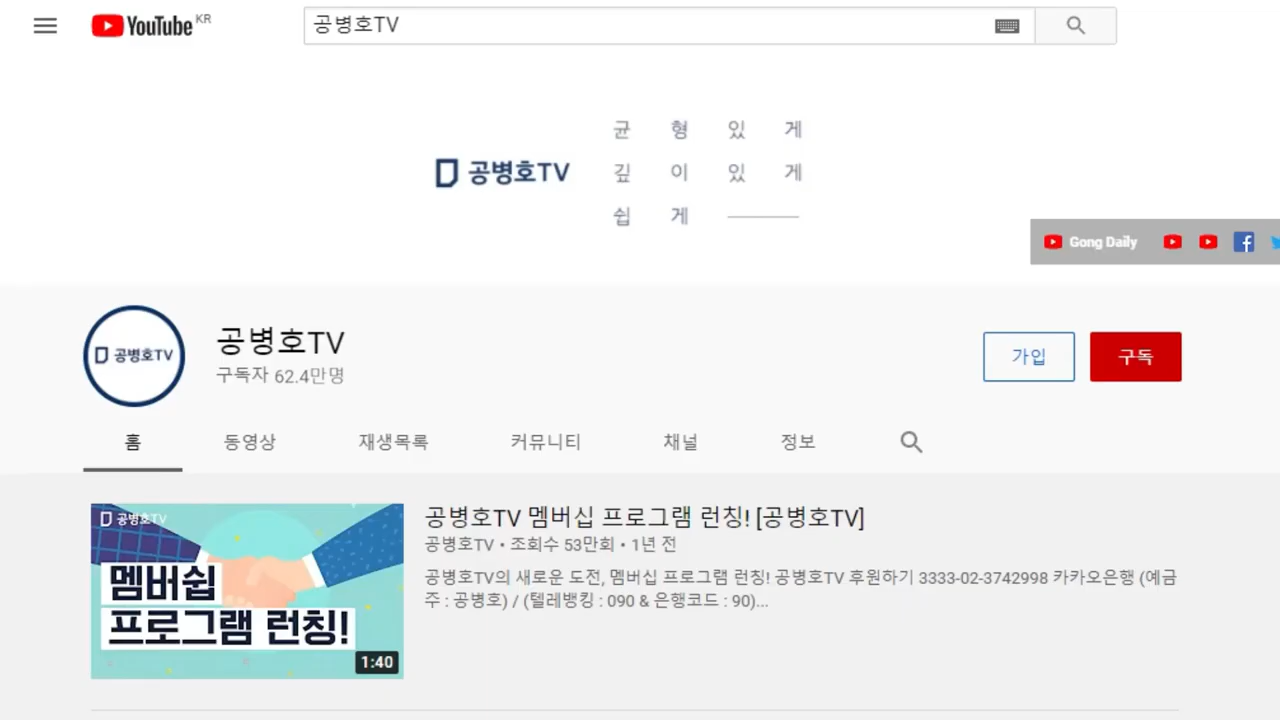 YouTube KR
공병호TV
균형있게
공병호TV
깊이있게
쉽게
Gong Daily
공병호TV
공병호TV
구독자 62.4만명
가입
구독
홈
동영상
재생목록
커뮤니티
채널
정보
공병호TV
멤버쉽
프로그램 런칭!
1:40
공병호TV 멤버십 프로그램 런칭! [공병호TV]
공병호TV • 조회수 53만회 • 1년 전
공병호TV의 새로운 도전, 멤버십 프로그램 런칭! 공병호TV 후원하기 3333-02-3742998 카카오은행 (예금
주 : 공병호) / (텔레뱅킹 : 090 & 은행코드 : 90)...